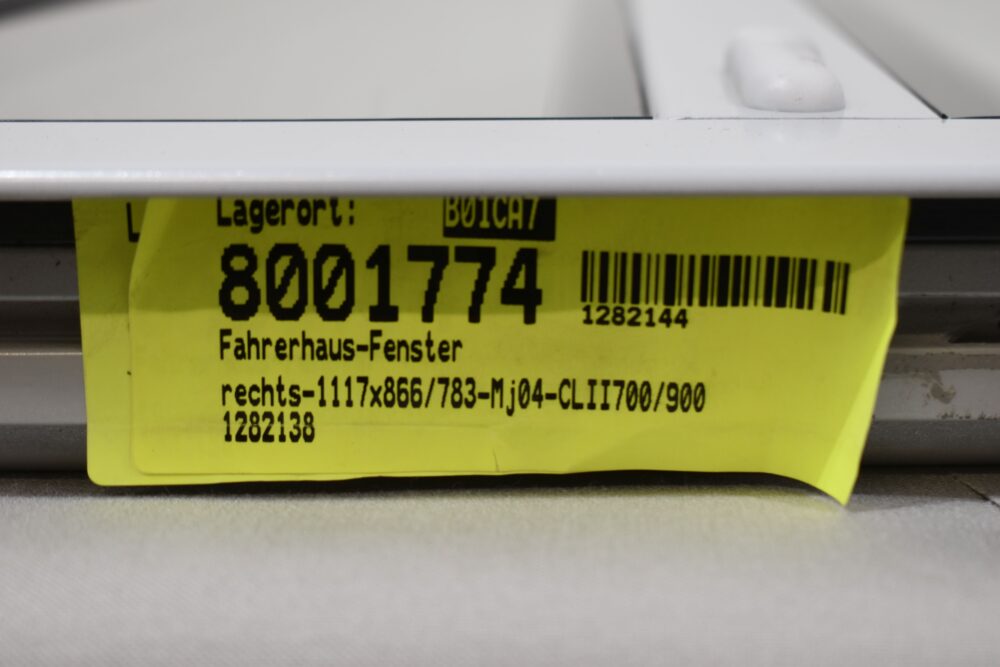 Lagerort: B01CA7
8001774
1282144
Fahrerhaus-Fenster
rechts-1117x866/783-Mj04-CLII700/900
1282138
L